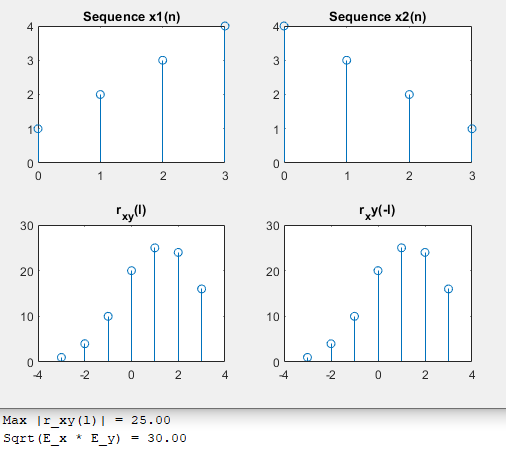 Sequence x1(n)
4
3
2
1
0
0 1 2 3
Sequence x2(n)
4
3
2
1
0
0 1 2 3
r_xy(l)
30
20
10
0
-4 -2 0 2 4
r_xy(-l)
30
20
10
0
-4 -2 0 2 4
Max |r_xy(l)| = 25.00
Sqrt(E_x * E_y) = 30.00